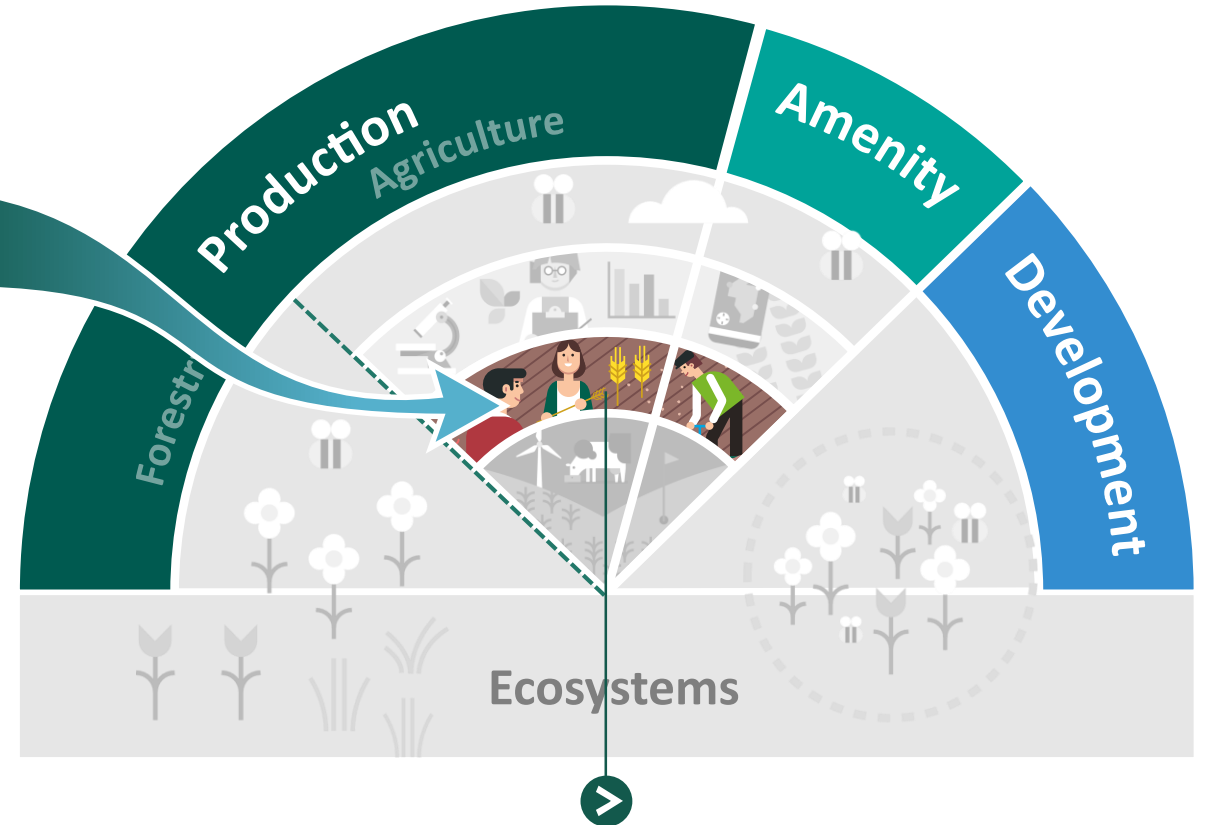 Production
Agriculture
Amenity
Development
Forestr
Ecosystems